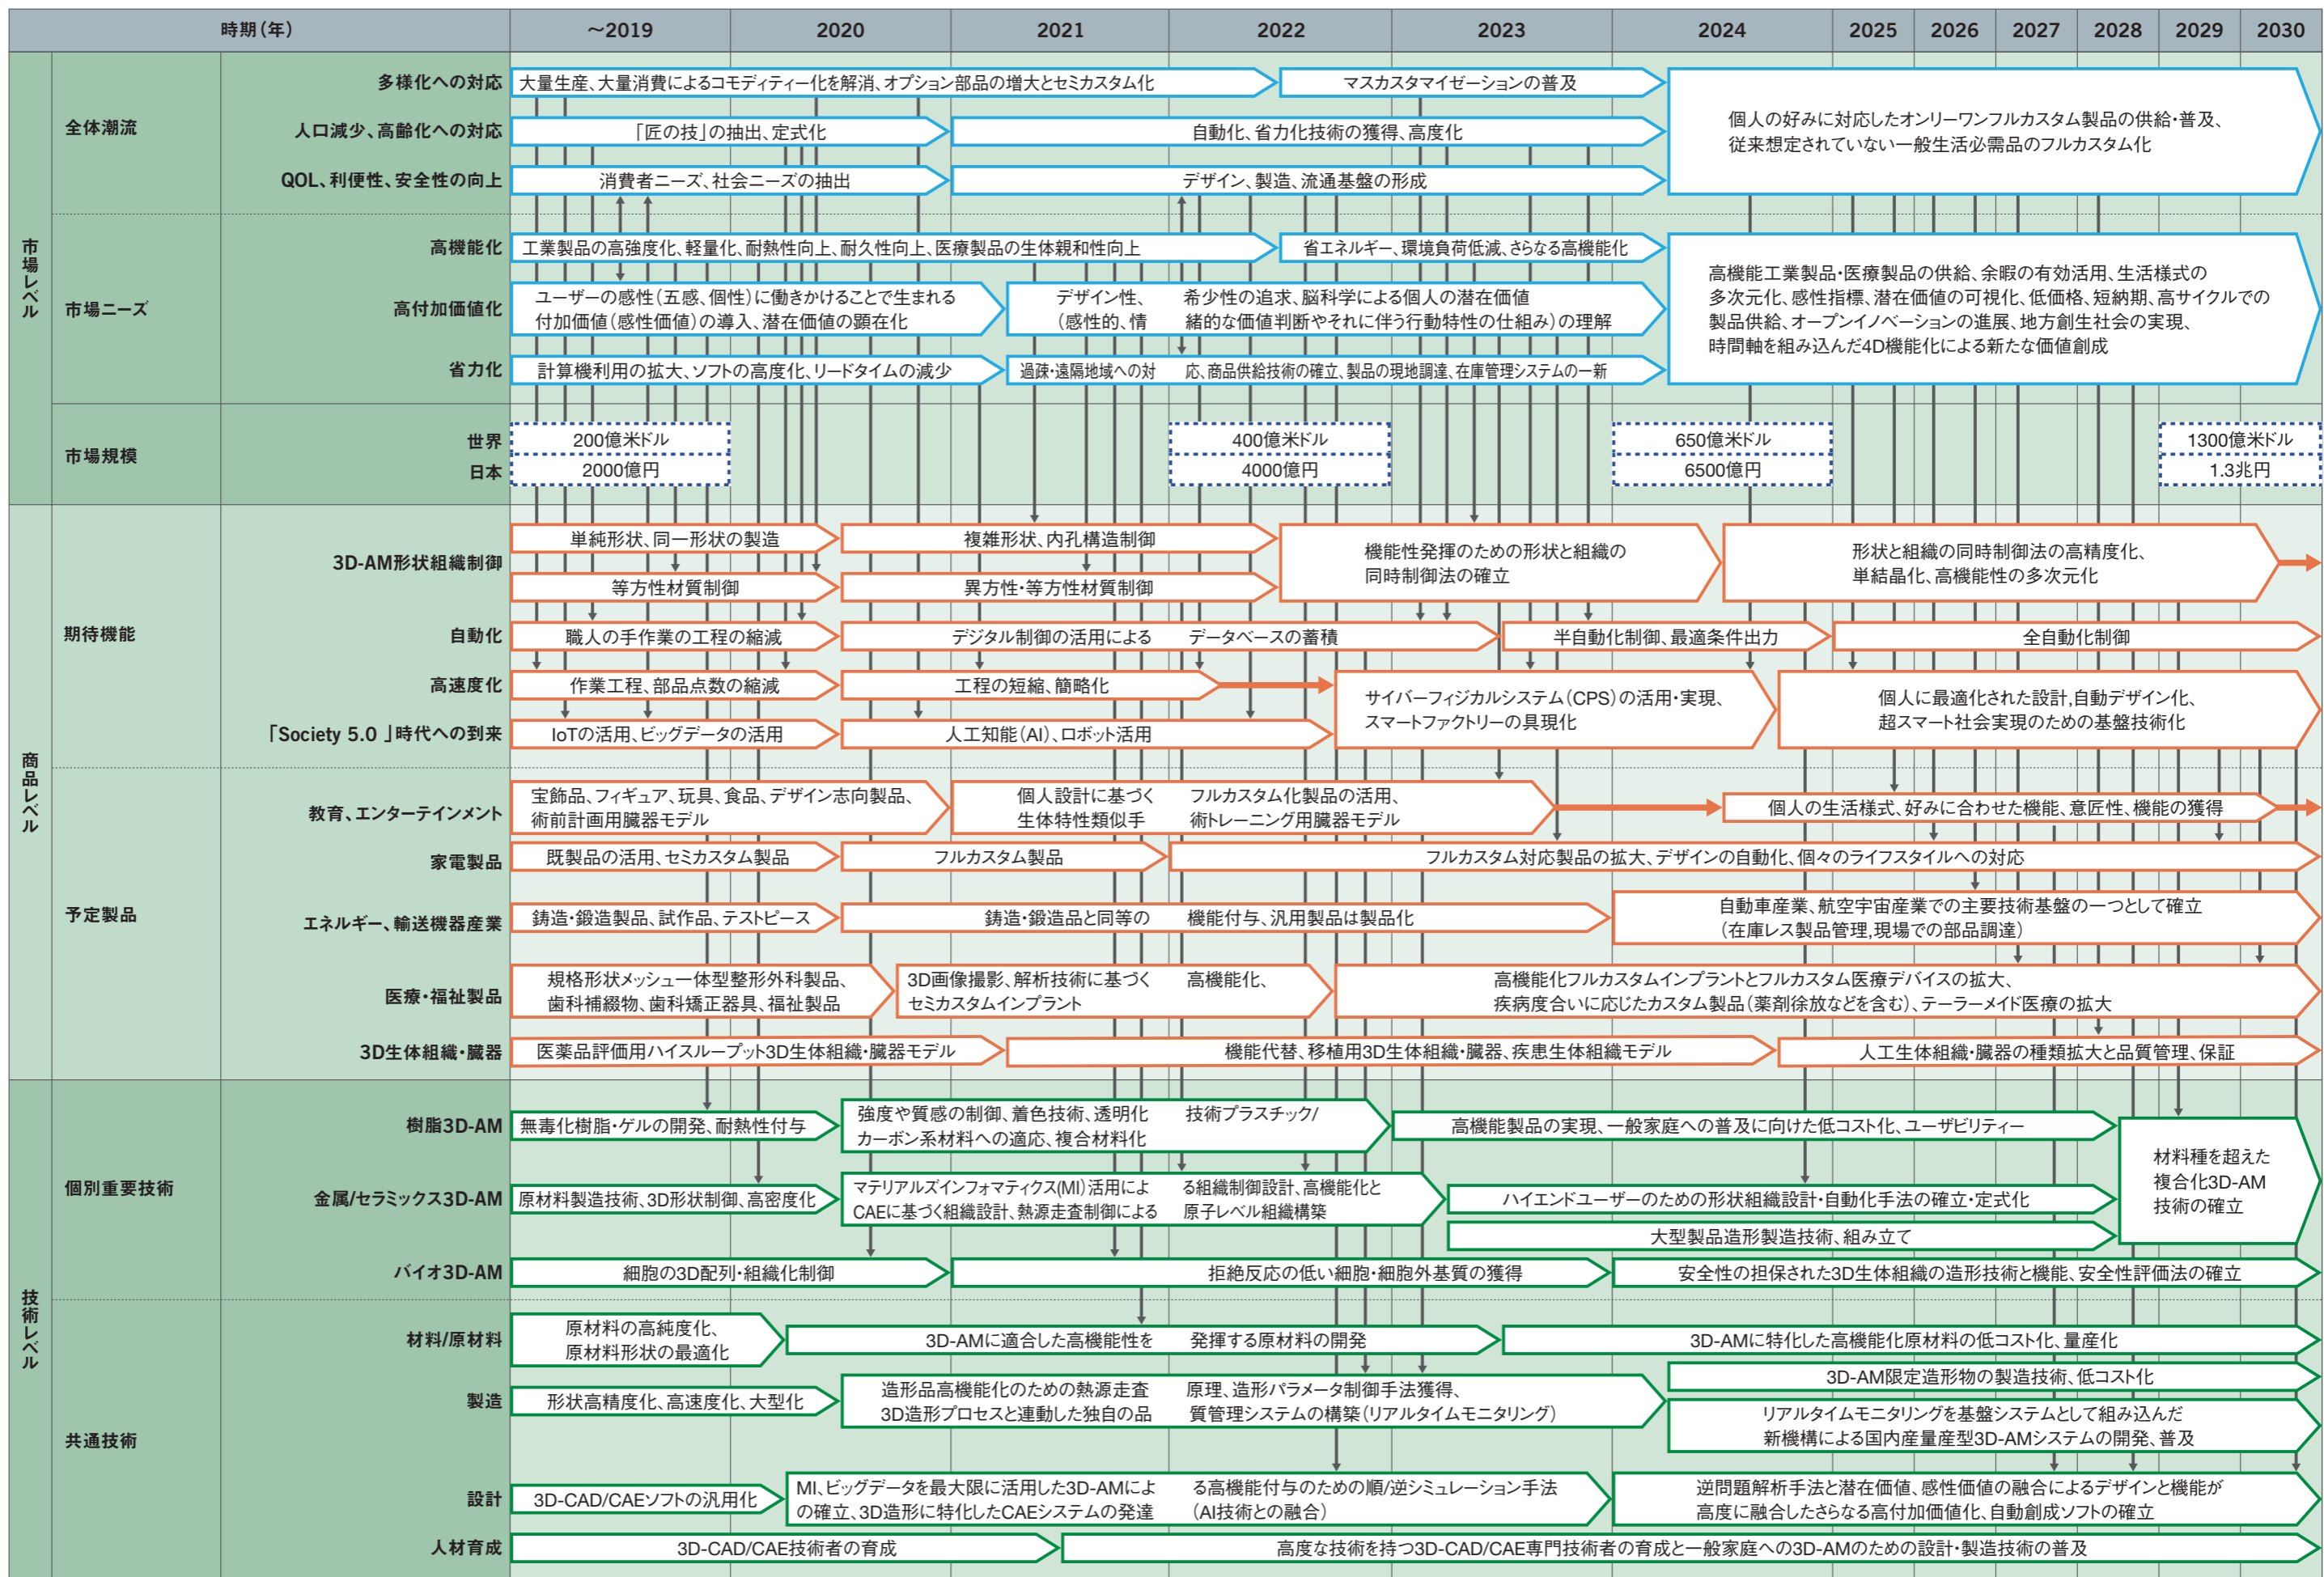 時期(年)
～2019
2020
2021
2022
2023
2024
2025
2026
2027
2028
2029
2030
市場レベル
全体潮流
多様化への対応
大量生産、大量消費によるコモディティー化を解消、オプション部品の増大とセミカスタム化
マスカスタマイゼーションの普及
個人の好みに対応したオンリーワンフルカスタム製品の供給・普及、
従来想定されていない一般生活必需品のフルカスタム化
人口減少、高齢化への対応
「匠の技」の抽出、定式化
自動化、省力化技術の獲得、高度化
QOL、利便性、安全性の向上
消費者ニーズ、社会ニーズの抽出
デザイン、製造、流通基盤の形成
市場ニーズ
高機能化
工業製品の高強度化、軽量化、耐熱性向上、耐久性向上、医療製品の生体親和性向上
省エネルギー、環境負荷低減、さらなる高機能化
高機能工業製品・医療製品の供給、余暇の有効活用、生活様式の
多次元化、感性指標、潜在価値の可視化、低価格、短納期、高サイクルでの
製品供給、オープンイノベーションの進展、地方創生社会の実現、
時間軸を組み込んだ4D機能化による新たな価値創成
高付加価値化
ユーザーの感性(五感、個性)に働きかけることで生まれる
付加価値(感性価値)の導入、潜在価値の顕在化
デザイン性、希少性の追求、脳科学による個人の潜在価値
(感性的、情緒的な価値判断やそれに伴う行動特性の仕組み)の理解
省力化
計算機利用の拡大、ソフトの高度化、リードタイムの減少
過疎・遠隔地域への対応、商品供給技術の確立、製品の現地調達、在庫管理システムの一新
市場規模
世界
200億米ドル
400億米ドル
650億米ドル
1300億米ドル
日本
2000億円
4000億円
6500億円
1.3兆円
商品レベル
期待機能
3D-AM形状組織制御
単純形状、同一形状の製造
複雑形状、内孔構造制御
等方性材質制御
異方性・等方性材質制御
機能性発揮のための形状と組織の
同時制御法の確立
形状と組織の同時制御法の高精度化、
単結晶化、高機能性の多次元化
自動化
職人の手作業の工程の縮減
デジタル制御の活用による データベースの蓄積
半自動化制御、最適条件出力
全自動化制御
高速度化
作業工程、部品点数の縮減
工程の短縮、簡略化
サイバーフィジカルシステム(CPS)の活用・実現、
スマートファクトリーの具現化
個人に最適化された設計,自動デザイン化、
超スマート社会実現のための基盤技術化
「Society 5.0 」時代への到来
IoTの活用、ビッグデータの活用
人工知能(AI)、ロボット活用
予定製品
教育、エンターテインメント
宝飾品、フィギュア、玩具、食品、デザイン志向製品、
術前計画用臓器モデル
個人設計に基づく フルカスタム化製品の活用、
生体特性類似手術トレーニング用臓器モデル
個人の生活様式、好みに合わせた機能、意匠性、機能の獲得
家電製品
既製品の活用、セミカスタム製品
フルカスタム製品
フルカスタム対応製品の拡大、デザインの自動化、個々のライフスタイルへの対応
エネルギー、輸送機器産業
鋳造・鍛造製品、試作品、テストピース
鋳造・鍛造品と同等の 機能付与、汎用製品は製品化
自動車産業、航空宇宙産業での主要技術基盤の一つとして確立
(在庫レス製品管理,現場での部品調達)
医療・福祉製品
規格形状メッシュ一体型整形外科製品、
歯科補綴物、歯科矯正器具、福祉製品
3D画像撮影、解析技術に基づく 高機能化、
セミカスタムインプラント
高機能化フルカスタムインプラントとフルカスタム医療デバイスの拡大、
疾病度合いに応じたカスタム製品(薬剤徐放などを含む)、テーラーメイド医療の拡大
3D生体組織・臓器
医薬品評価用ハイスループット3D生体組織・臓器モデル
機能代替、移植用3D生体組織・臓器、疾患生体組織モデル
人工生体組織・臓器の種類拡大と品質管理、保証
技術レベル
個別重要技術
樹脂3D-AM
無毒化樹脂・ゲルの開発、耐熱性付与
強度や質感の制御、着色技術、透明化技術プラスチック/
カーボン系材料への適応、複合材料化
高機能製品の実現、一般家庭への普及に向けた低コスト化、ユーザビリティー
材料種を超えた
複合化3D-AM
技術の確立
金属/セラミックス3D-AM
原材料製造技術、3D形状制御、高密度化
マテリアルズインフォマティクス(MI)活用による組織制御設計、高機能化と
CAEに基づく組織設計、熱源走査制御による 原子レベル組織構築
ハイエンドユーザーのための形状組織設計・自動化手法の確立・定式化
大型製品造形製造技術、組み立て
バイオ3D-AM
細胞の3D配列・組織化制御
拒絶反応の低い細胞・細胞外基質の獲得
安全性の担保された3D生体組織の造形技術と機能、安全性評価法の確立
共通技術
材料/原材料
原材料の高純度化、
原材料形状の最適化
3D-AMに適合した高機能性を 発揮する原材料の開発
3D-AMに特化した高機能化原材料の低コスト化、量産化
製造
形状高精度化、高速度化、大型化
造形品高機能化のための熱源走査原理、造形パラメータ制御手法獲得、
3D造形プロセスと連動した独自の品質管理システムの構築(リアルタイムモニタリング)
3D-AM限定造形物の製造技術、低コスト化
リアルタイムモニタリングを基盤システムとして組み込んだ
新機構による国内産量産型3D-AMシステムの開発、普及
設計
3D-CAD/CAEソフトの汎用化
MI、ビッグデータを最大限に活用した3D-AMによる高機能付与のための順/逆シミュレーション手法
の確立、3D造形に特化したCAEシステムの発達 (AI技術との融合)
逆問題解析手法と潜在価値、感性価値の融合によるデザインと機能が
高度に融合したさらなる高付加価値化、自動創成ソフトの確立
人材育成
3D-CAD/CAE技術者の育成
高度な技術を持つ3D-CAD/CAE専門技術者の育成と一般家庭への3D-AMのための設計・製造技術の普及